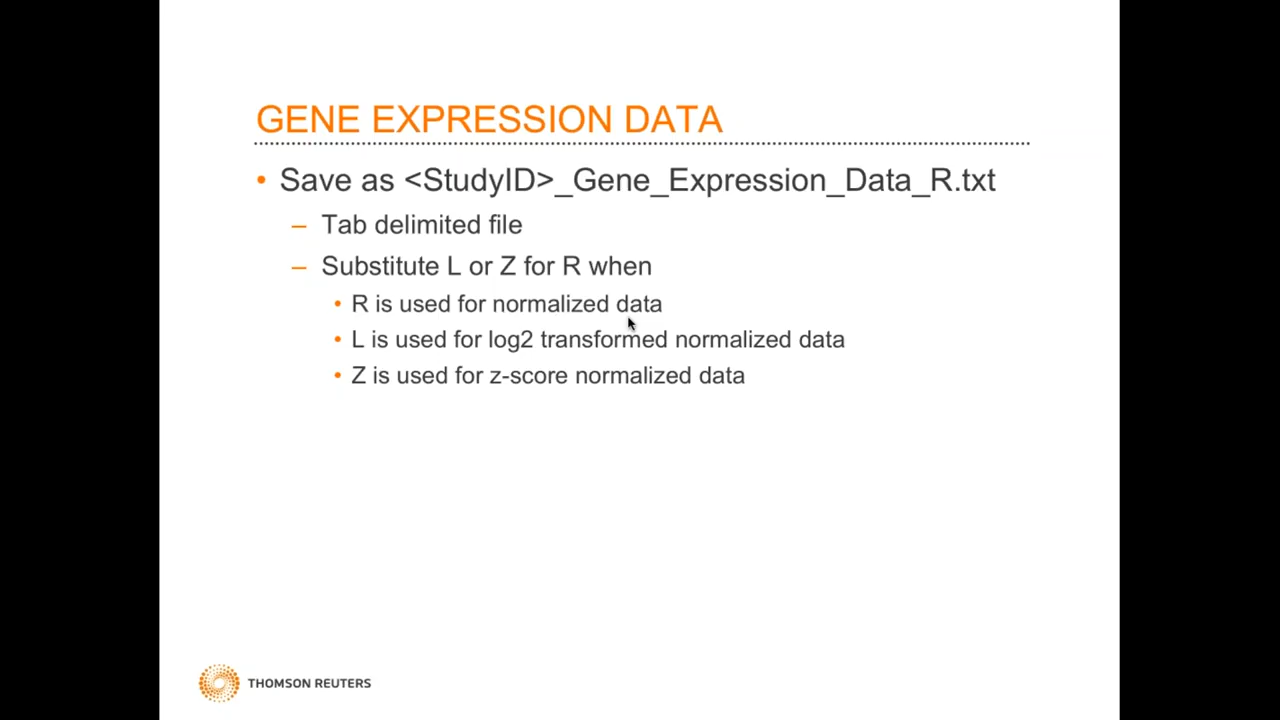 GENE EXPRESSION DATA
• Save as <StudyID>_Gene_Expression_Data_R.txt
– Tab delimited file
– Substitute L or Z for R when
• R is used for normalized data
• L is used for log2 transformed normalized data
• Z is used for z-score normalized data
THOMSON REUTERS